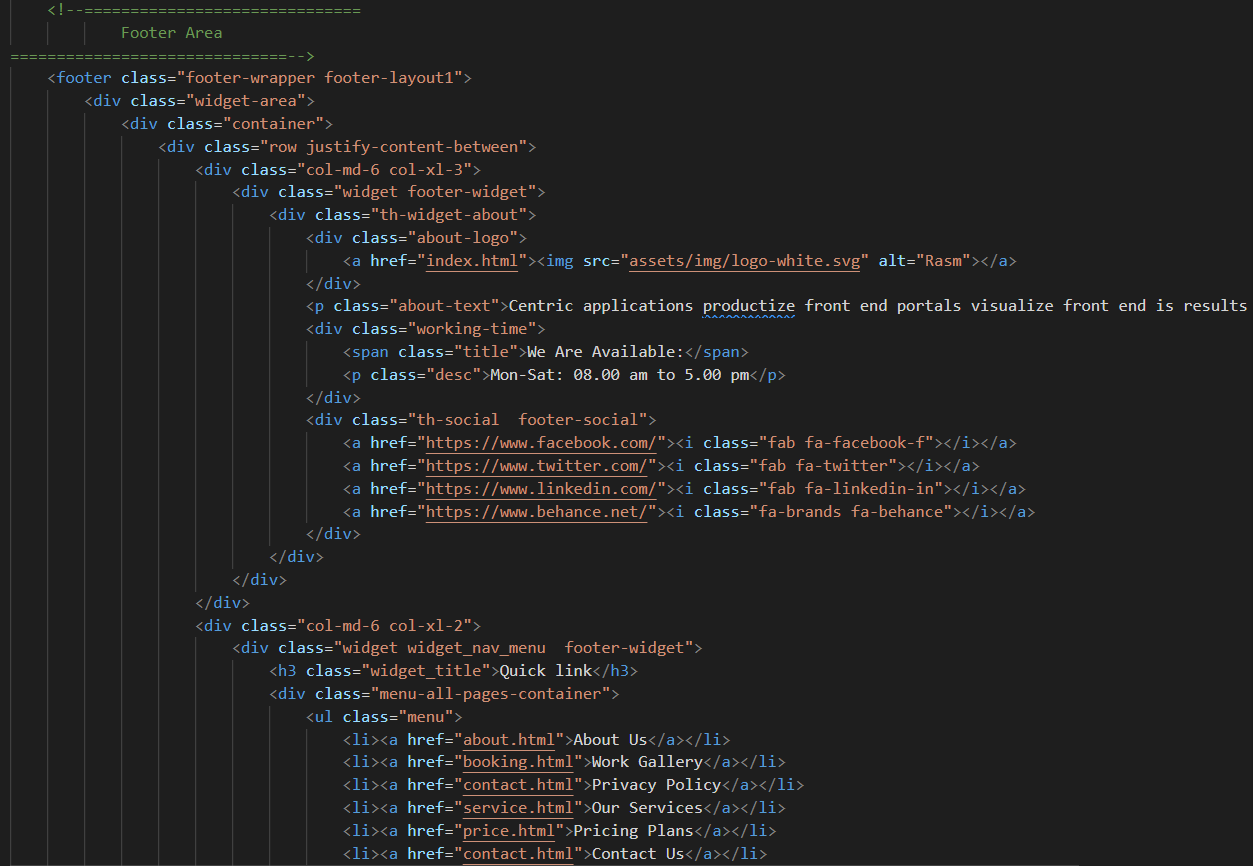 <!--==============================
Footer Area
==============================-->
<footer class="footer-wrapper footer-layout1">
<div class="widget-area">
<div class="container">
<div class="row justify-content-between">
<div class="col-md-6 col-xl-3">
<div class="widget footer-widget">
<div class="th-widget-about">
<div class="about-logo">
<a href="index.html"><img src="assets/img/logo-white.svg" alt="Rasm"></a>
</div>
<p class="about-text">Centric applications productize front end portals visualize front end is results
<div class="working-time">
<span class="title">We Are Available:</span>
<p class="desc">Mon-Sat: 08.00 am to 5.00 pm</p>
</div>
<div class="th-social  footer-social">
<a href="https://www.facebook.com/"><i class="fab fa-facebook-f"></i></a>
<a href="https://www.twitter.com/"><i class="fab fa-twitter"></i></a>
<a href="https://www.linkedin.com/"><i class="fab fa-linkedin-in"></i></a>
<a href="https://www.behance.net/"><i class="fa-brands fa-behance"></i></a>
</div>
</div>
</div>
</div>
<div class="col-md-6 col-xl-2">
<div class="widget widget_nav_menu  footer-widget">
<h3 class="widget_title">Quick link</h3>
<div class="menu-all-pages-container">
<ul class="menu">
<li><a href="about.html">About Us</a></li>
<li><a href="booking.html">Work Gallery</a></li>
<li><a href="contact.html">Privacy Policy</a></li>
<li><a href="service.html">Our Services</a></li>
<li><a href="price.html">Pricing Plans</a></li>
<li><a href="contact.html">Contact Us</a></li>